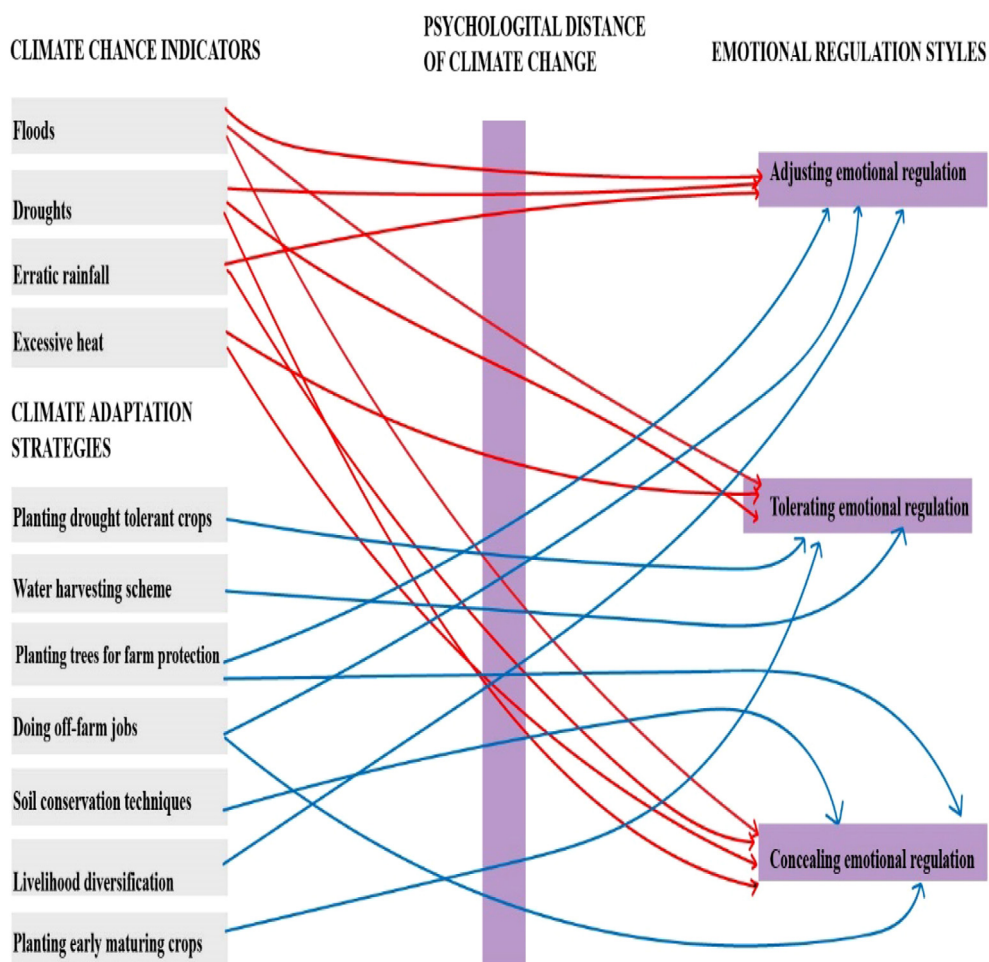 CLIMATE CHANCE INDICATORS
Floods
Droughts
Erratic rainfall
Excessive heat
CLIMATE ADAPTATION
STRATEGIES
Planting drought tolerant crops
Water harvesting scheme
Planting trees for farm protection
Doing off-farm jobs
Soil conservation techniques
Livelihood diversification
Planting early maturing crops
PSYCHOLOGITAL DISTANCE
OF CLIMATE CHANGE
EMOTIONAL REGULATION STYLES
Adjusting emotional regulation
Tolerating emotional regulation
Concealing emotional regulation